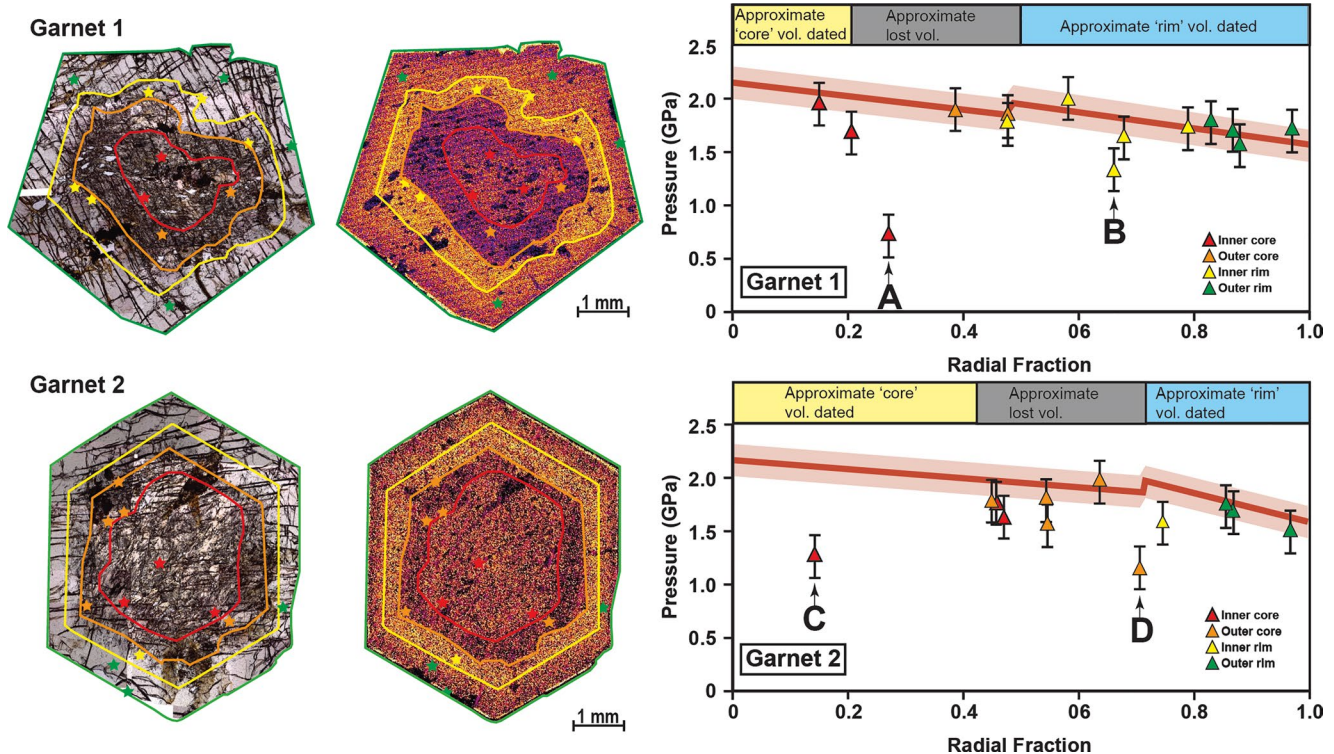 Garnet 1
1 mm
Approximate
‘core’ vol. dated
Approximate
lost vol.
Approximate ‘rim’ vol. dated
Pressure (GPa)
2.5
2.0
1.5
1.0
0.5
0
A
B
Garnet 1
Inner core
Outer core
Inner rim
Outer rim
0
0.2
0.4
06
0.8
1.0
Radial Fraction
Garnet 2
1 mm
Approximate ‘core’
vol. dated
Approximate
lost vol.
Approximate ‘rim’
vol. dated
Pressure (GPa)
2.5
2.0
1.5
1.0
0.5
0
C
D
Garnet 2
Inner core
Outer core
Inner rim
Outer rim
0
0.2
0.4
06
0.8
1.0
Radial Fraction